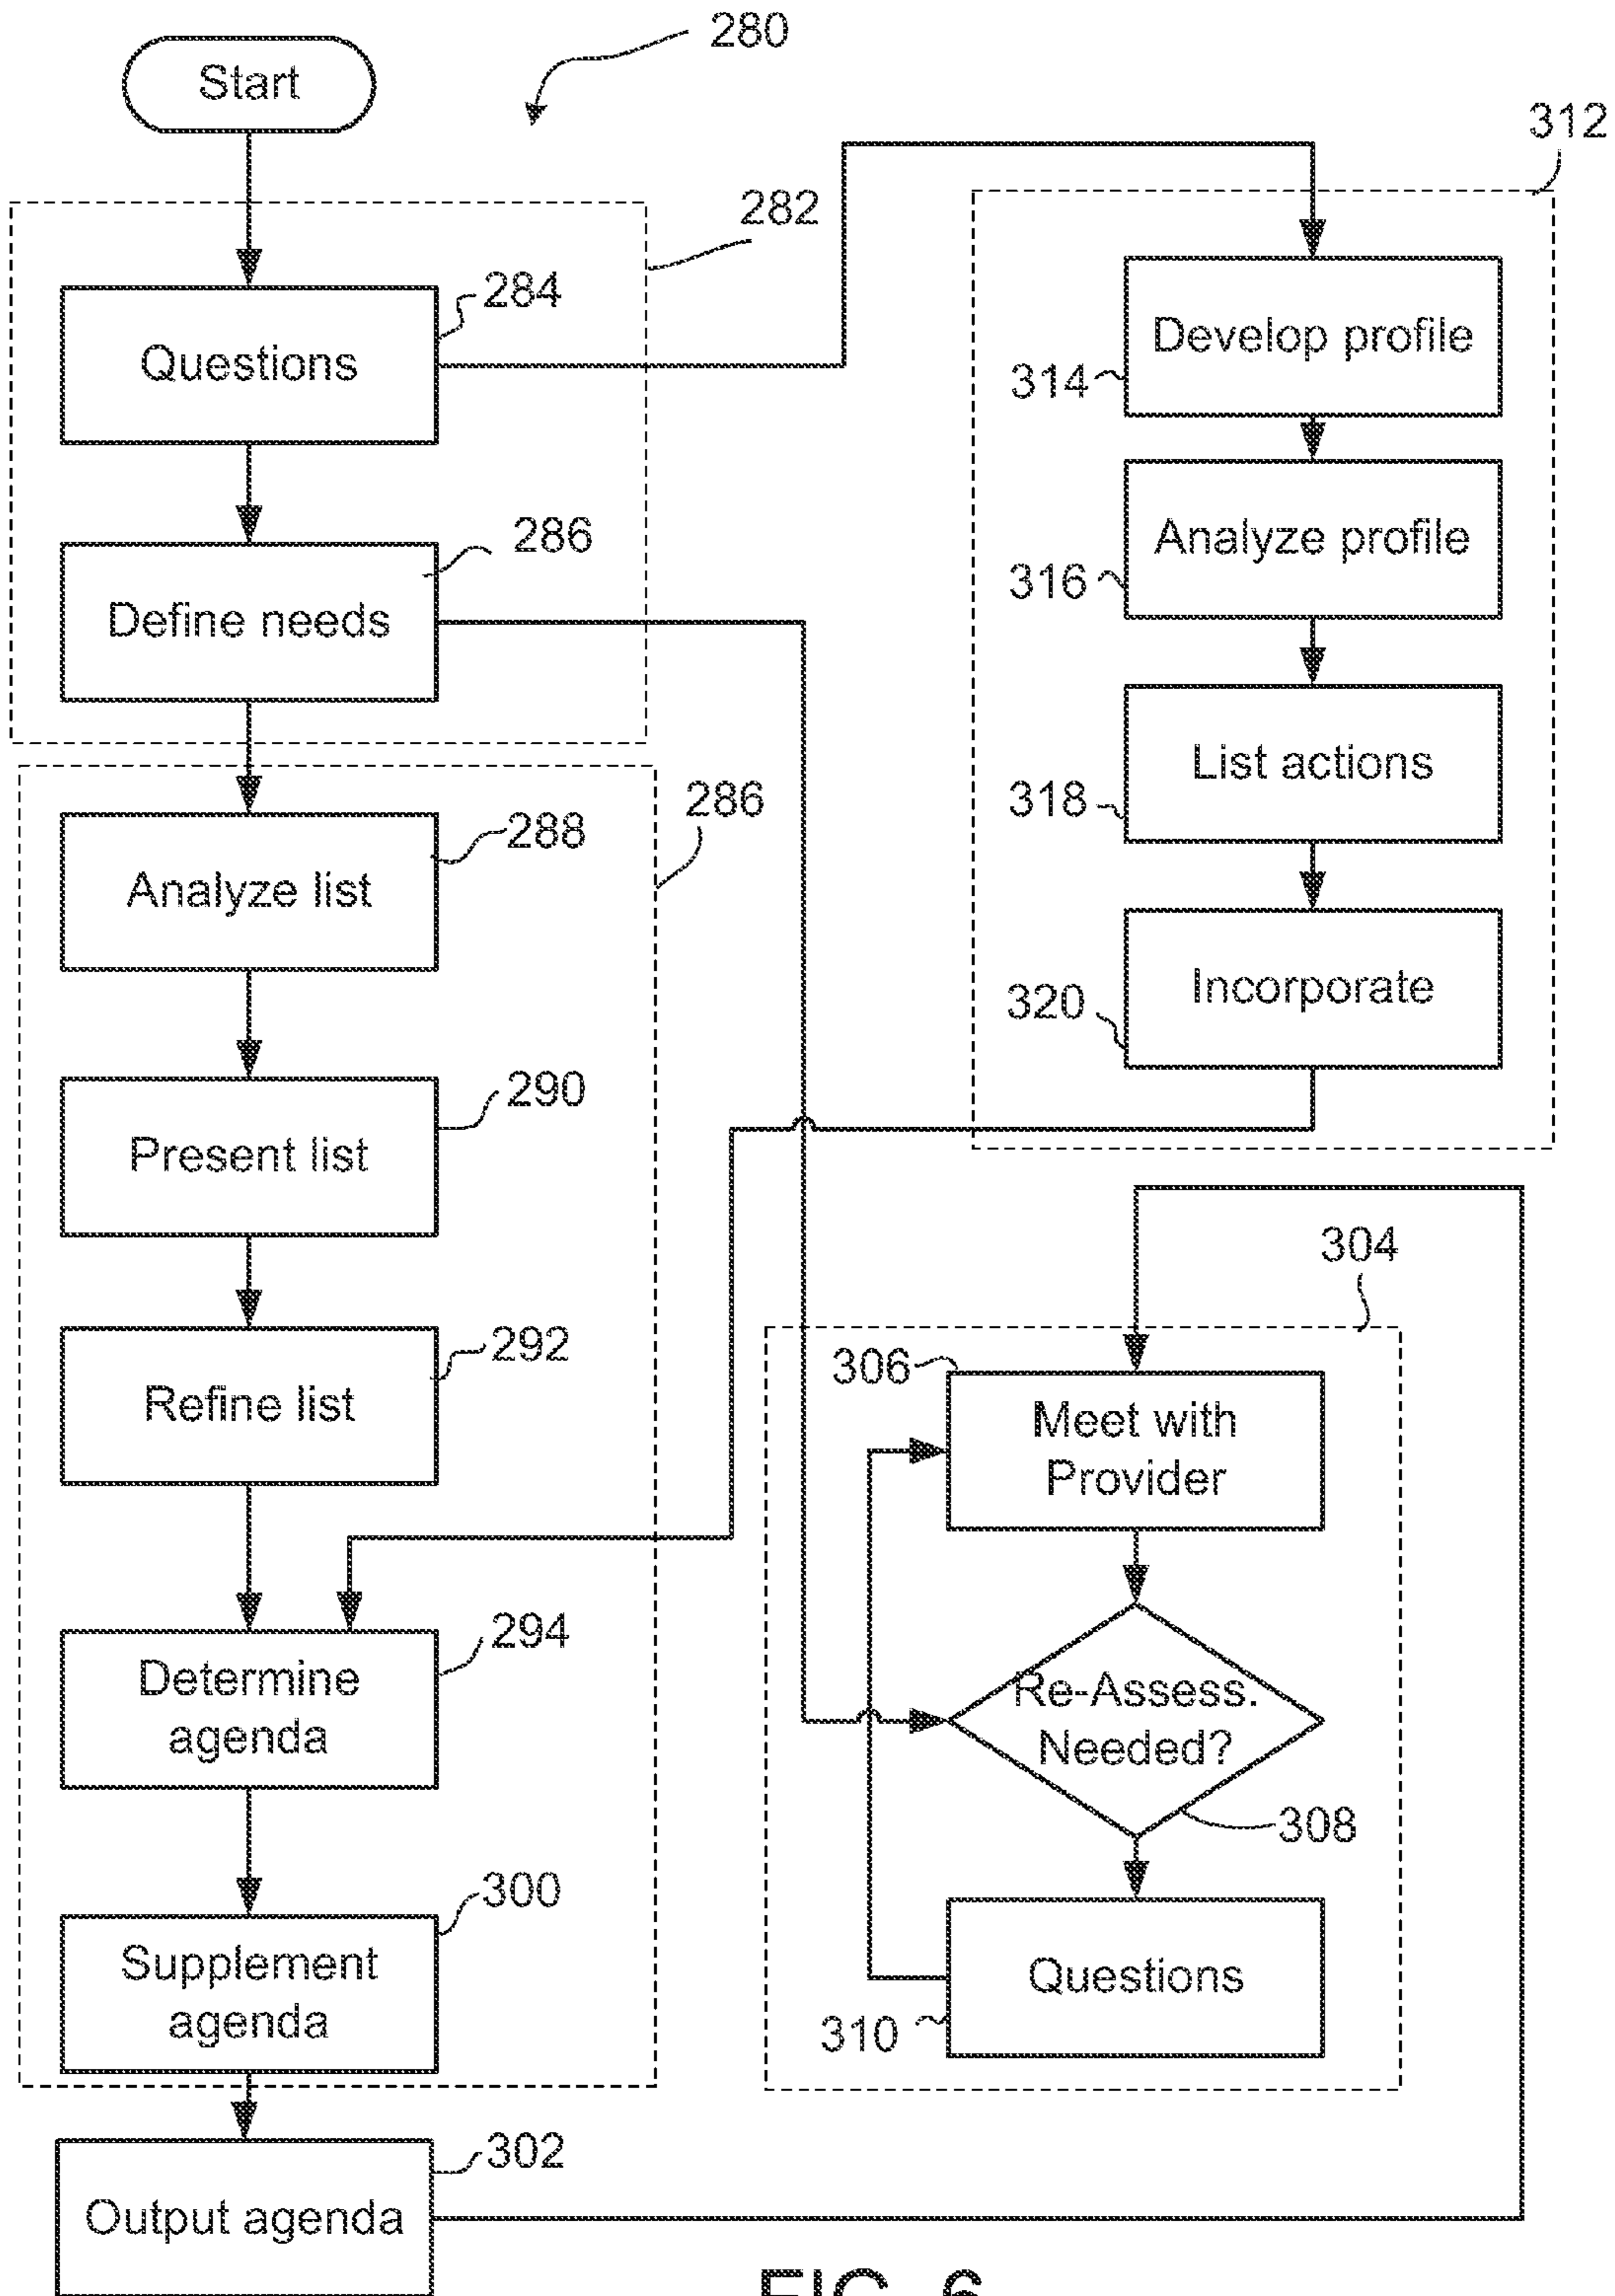 280
Start
312
282
284
Questions
Develop profile
314
286
Define needs
Analyze profile
316
286
288
Analyze list
List actions
318
Incorporate
320
290
Present list
304
292
Refine list
306
Meet with
Provider
294
Determine
agenda
Re-Assess.
Needed?
308
300
Supplement
agenda
Questions
310
302
Output agenda
FIG. 6